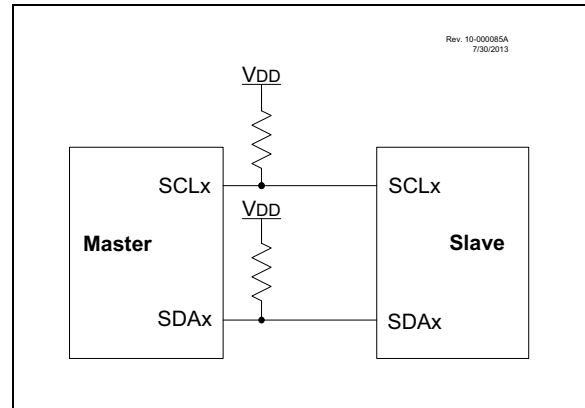 Rev. 10-000085A
7/30/2013
VDD
SCLx
SCLx
VDD
Master
Slave
SDAx
SDAx